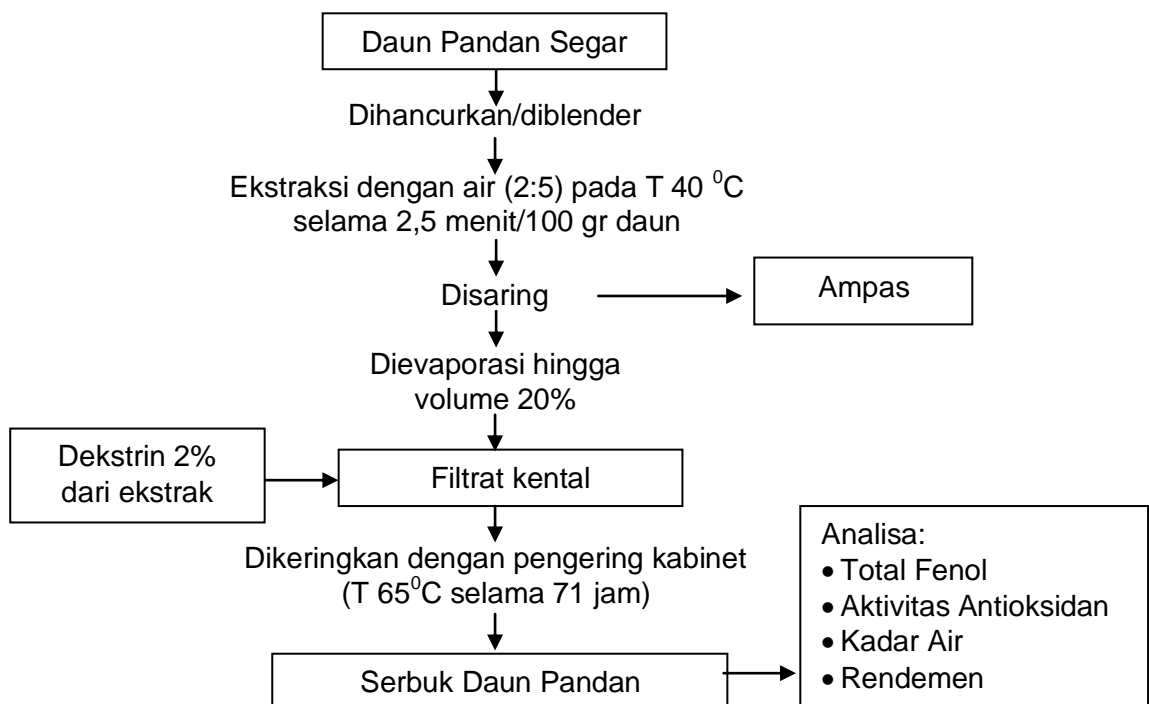 Daun Pandan Segar
Dihancurkan/diblender
Ekstraksi dengan air (2:5) pada T 40 ⁰C
selama 2,5 menit/100 gr daun
Disaring
Ampas
Dievaporasi hingga
volume 20%
Dekstrin 2%
dari ekstrak
Filtrat kental
Dikeringkan dengan pengering kabinet
(T 65⁰C selama 71 jam)
Serbuk Daun Pandan
Analisa:
• Total Fenol
• Aktivitas Antioksidan
• Kadar Air
• Rendemen